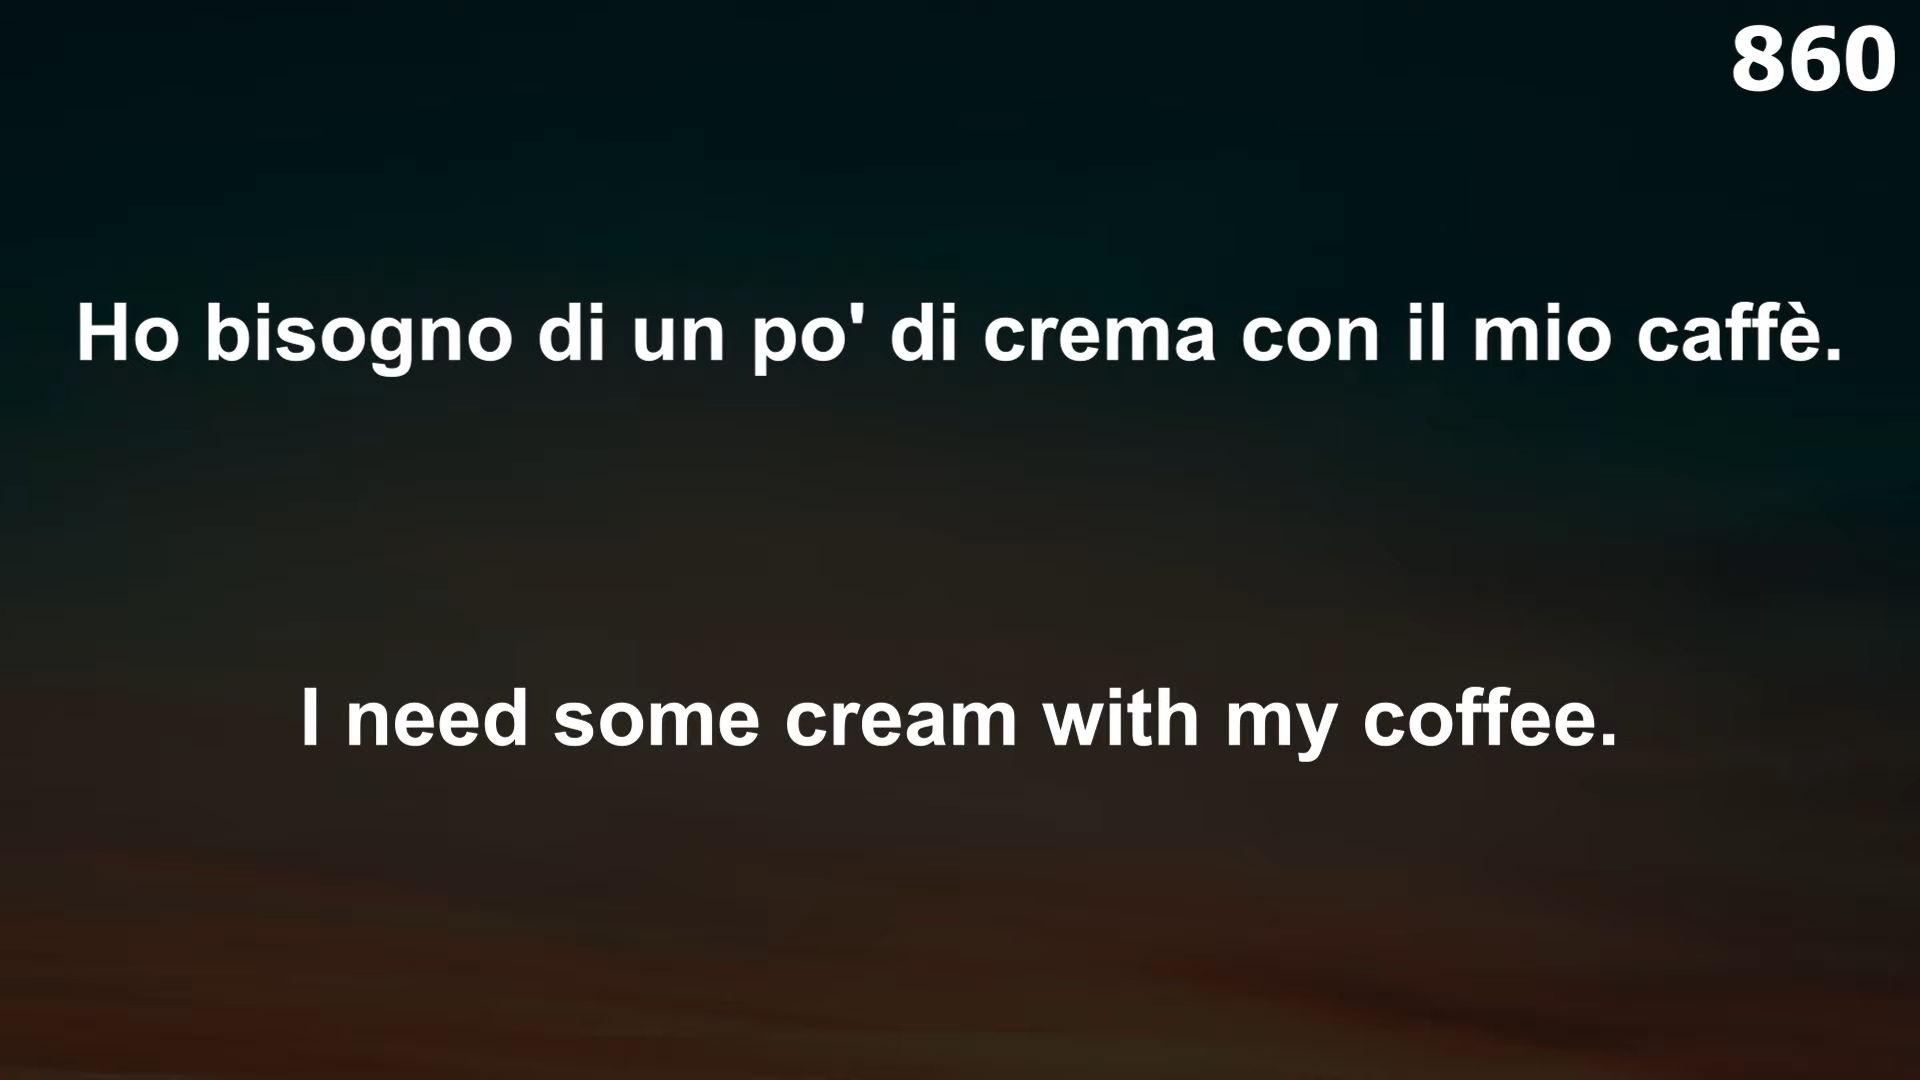 860
Ho bisogno di un po' di crema con il mio caffè.
I need some cream with my coffee.